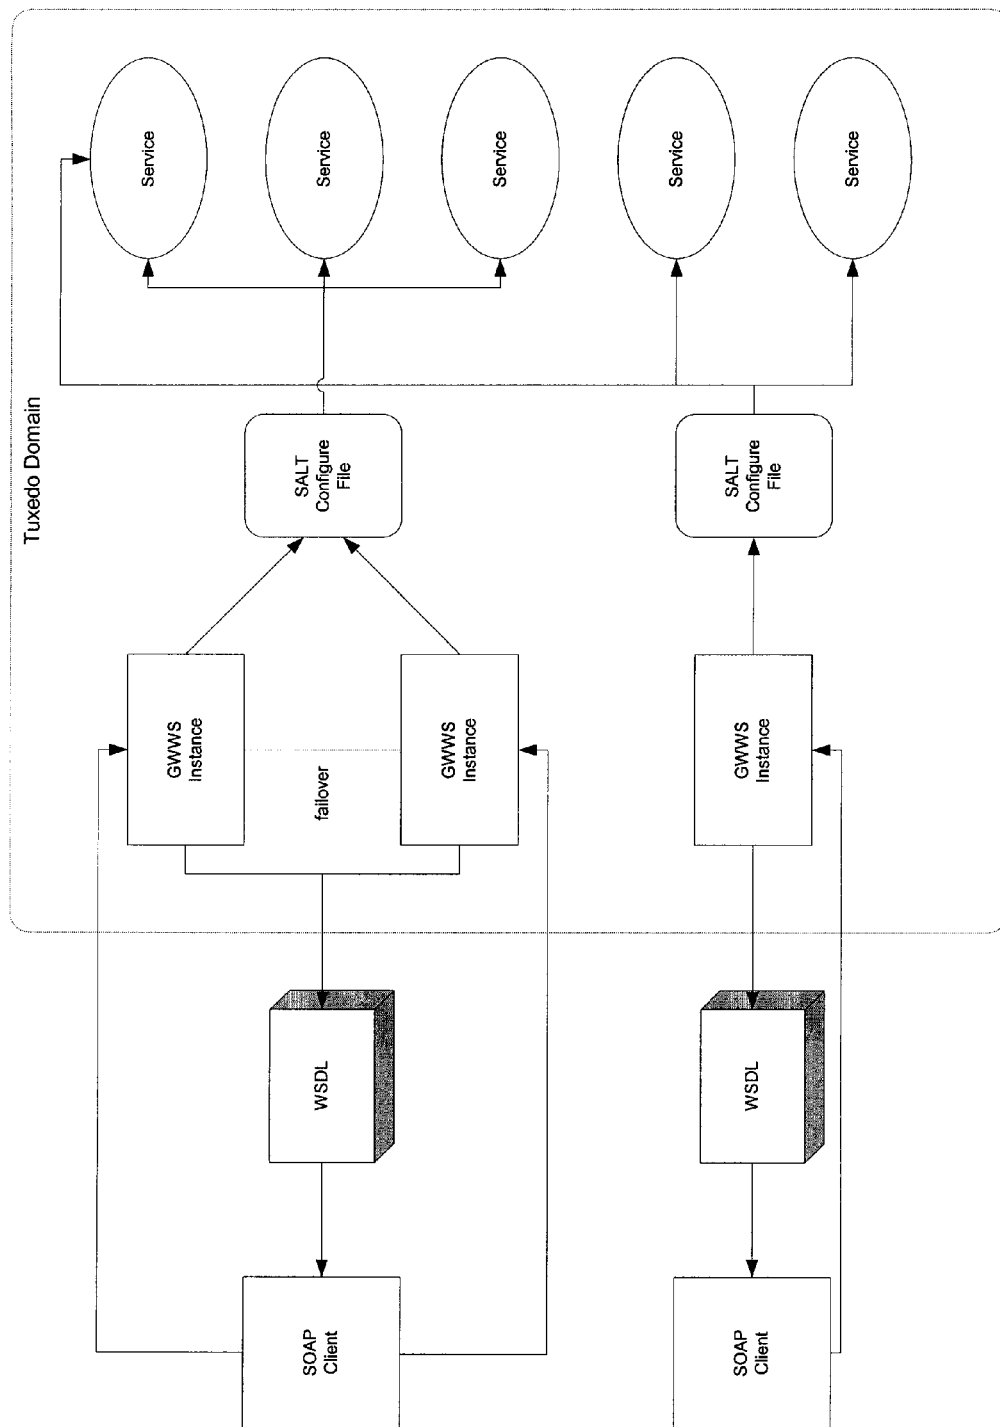 Tuxedo Domain
Service
Service
Service
Service
Service
SALT
Configure
File
SALT
Configure
File
GWWS
Instance
failover
GWWS
Instance
GWWS
Instance
WSDL
WSDL
SOAP
Client
SOAP
Client